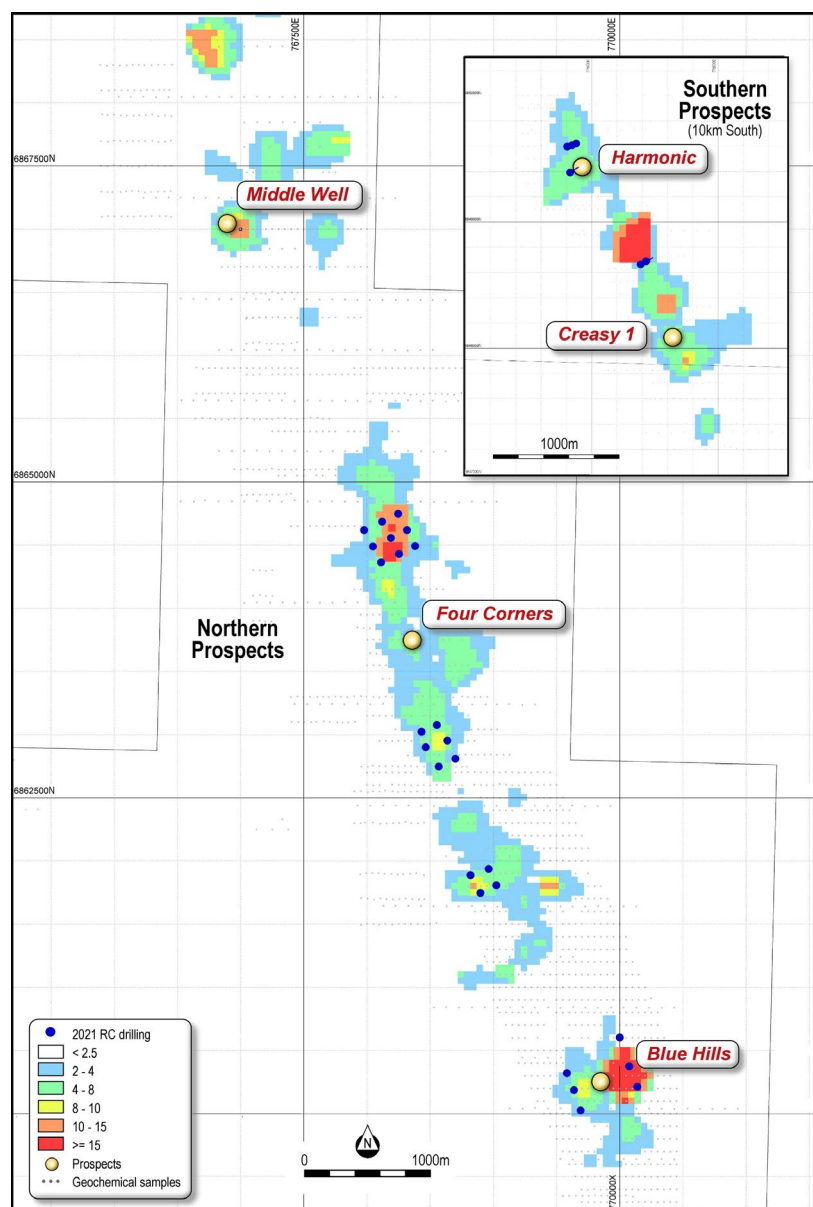 767500E
770000E
Southern
Prospects
(10km South)
Harmonic
6867500N
Middle Well
Creasy 1
1000m
6865000N
Four Corners
Northern
Prospects
6862500N
2021 RC drilling
< 2.5
2 - 4
4 - 8
8 - 10
10 - 15
>= 15
Prospects
Geochemical samples
Blue Hills
N
0
1000m
770000X